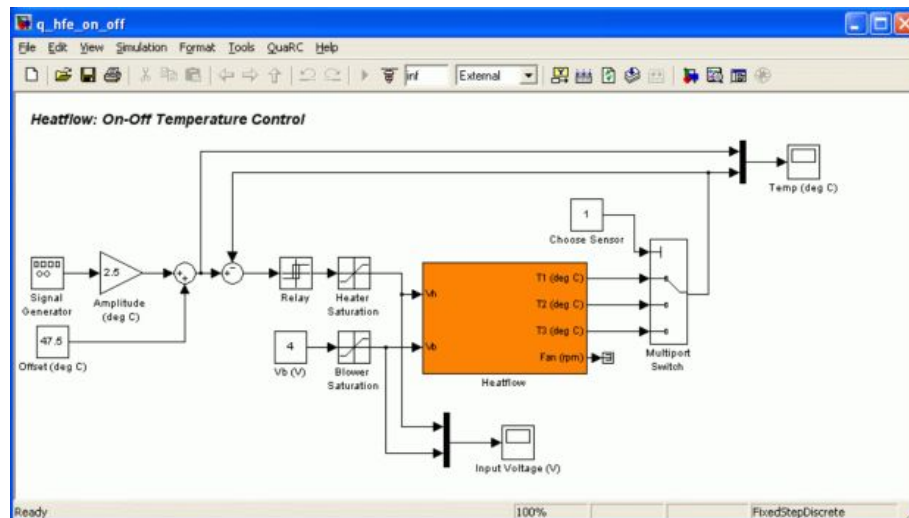 q_hfe_on_off
File Edit View Simulation Format Tools QuaRC Help
inf External
Heatflow: On-Off Temperature Control
Temp (deg C)
1
Choose Sensor
Signal
Generator
2.5
Amplitude
(deg C)
Relay
Heater
Saturation
Vh
T1 (deg C)
T2 (deg C)
T3 (deg C)
Fan (rpm)
Vb
Heatflow
Multiport
Switch
47.5
Offset (deg C)
4
Vb (V)
Blower
Saturation
Input Voltage (V)
Ready 100% FixedStepDiscrete